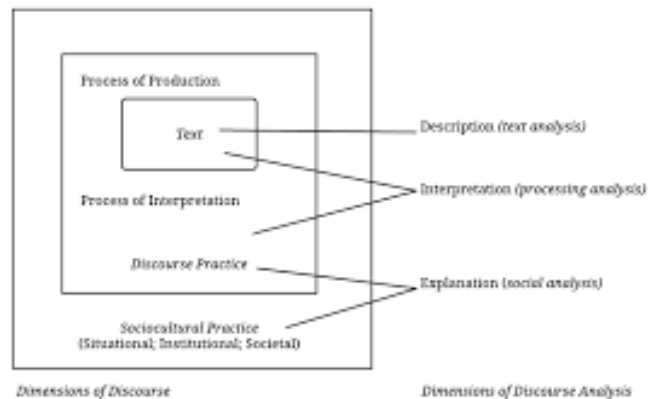 Process of Production
Text
Description (text analysis)
Interpretation (processing analysis)
Process of Interpretation
Discourse Practice
Explanation (social analysis)
Sociocultural Practice
(Situational; Institutional; Societal)
Dimensions of Discourse
Dimensions of Discourse Analysis